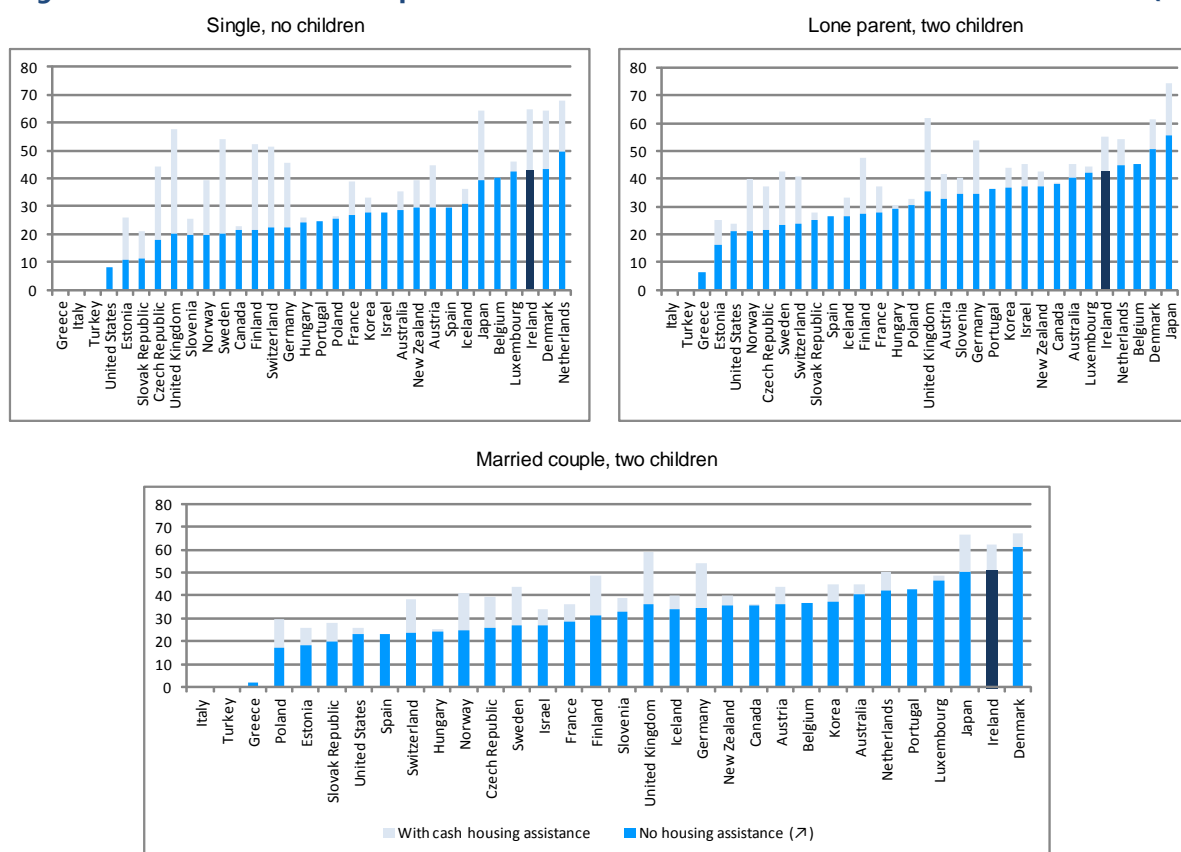 Single, no children
80
70
60
50
40
30
20
10
0
Greece
Italy
Turkey
United States
Estonia
Slovak Republic
Czech Republic
United Kingdom
Slovenia
Norway
Sweden
Canada
Finland
Switzerland
Germany
Hungary
Portugal
Poland
France
Korea
Israel
Australia
New Zealand
Austria
Spain
Iceland
Japan
Belgium
Luxembourg
Ireland
Denmark
Netherlands
Lone parent, two children
80
70
60
50
40
30
20
10
0
Italy
Turkey
Greece
Estonia
United States
Norway
Czech Republic
Sweden
Switzerland
Slovak Republic
Spain
Iceland
Finland
France
Hungary
Poland
United Kingdom
Austria
Slovenia
Germany
Portugal
Korea
Israel
New Zealand
Canada
Australia
Luxembourg
Ireland
Netherlands
Belgium
Denmark
Japan
Married couple, two children
80
70
60
50
40
30
20
10
0
Italy
Turkey
Greece
Poland
Estonia
Slovak Republic
United States
Spain
Switzerland
Hungary
Norway
Czech Republic
Sweden
Israel
France
Finland
Slovenia
United Kingdom
Iceland
Germany
New Zealand
Canada
Austria
Belgium
Korea
Australia
Netherlands
Portugal
Luxembourg
Japan
Ireland
Denmark
With cash housing assistance
No housing assistance (↗)